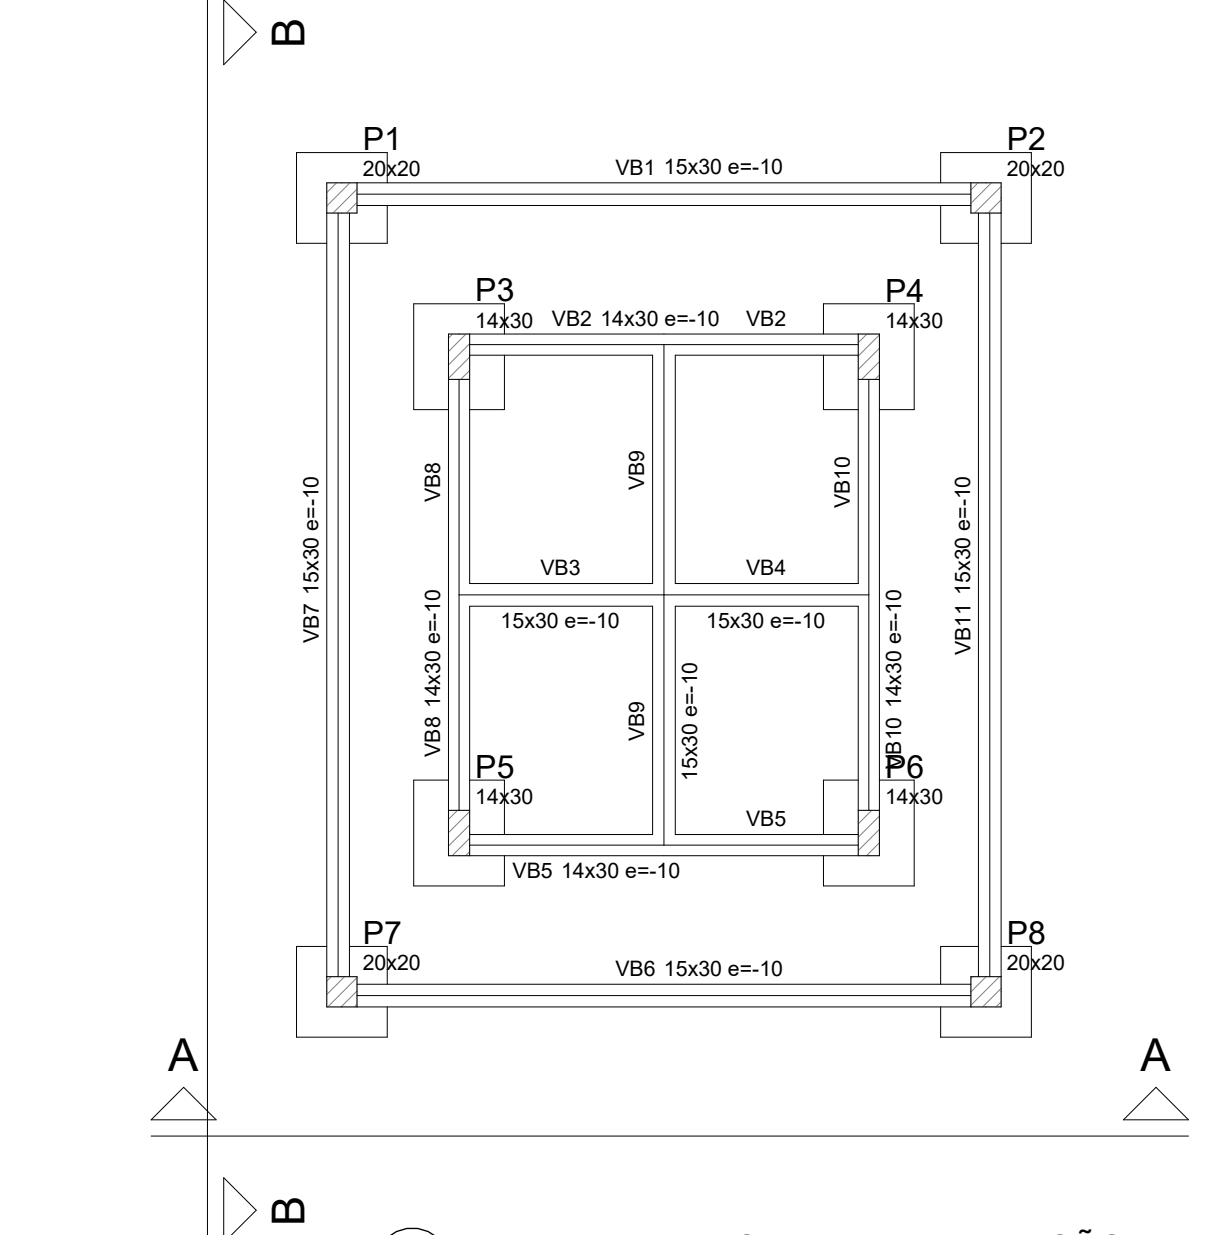 B
P1
20x20
VB1 15x30 e=-10
P2
20x20
P3
14x30
VB2 14x30 e=-10
VB2
P4
14x30
VB8
VB9
VB10
VB7 15x30 e=-10
VB11 15x30 e=-10
VB3
VB4
15x30 e=-10
15x30 e=-10
VB8 14x30 e=-10
VB9
15x30 e=-10
VB10 14x30 e=-10
P5
14x30
P6
14x30
VB5
VB5 14x30 e=-10
P7
20x20
VB6 15x30 e=-10
P8
20x20
A
A
B